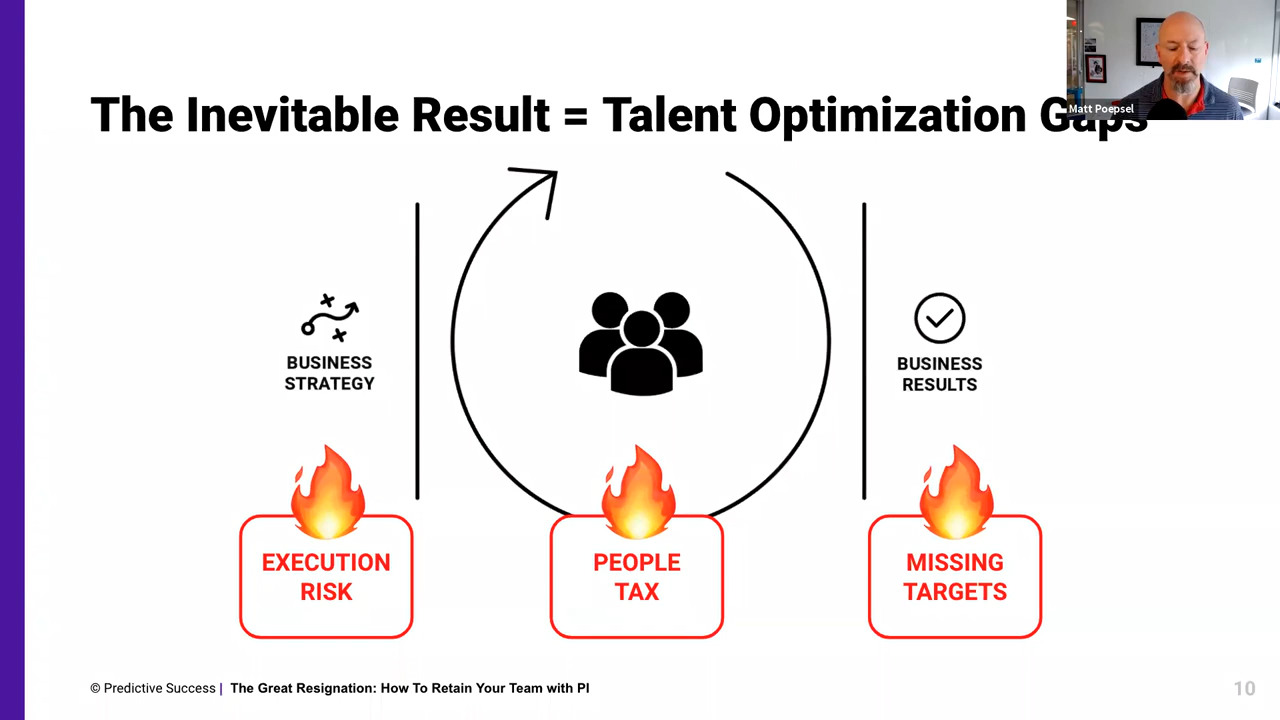 The Inevitable Result = Talent Optimization Gaps
Matt Poepsel
BUSINESS
STRATEGY
BUSINESS
RESULTS
EXECUTION
RISK
PEOPLE
TAX
MISSING
TARGETS
© Predictive Success | The Great Resignation: How To Retain Your Team with PI
10